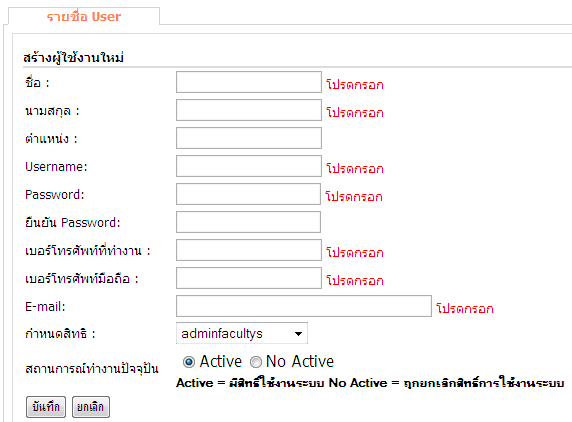 รายชื่อ User
สร้างผู้ใช้งานใหม่
ชื่อ : โปรดกรอก
นามสกุล : โปรดกรอก
ตำแหน่ง :
Username: โปรดกรอก
Password: โปรดกรอก
ยืนยัน Password:
เบอร์โทรศัพท์ที่ทำงาน : โปรดกรอก
เบอร์โทรศัพท์มือถือ : โปรดกรอก
E-mail: โปรดกรอก
กำหนดสิทธิ : adminfacultys
สถานการณ์ทำงานปัจจุปัน Active No Active
Active = มีสิทธิ์ใช้งานระบบ No Active = ถูกยกเลิกสิทธิ์การใช้งานระบบ
บันทึก ยกเลิก